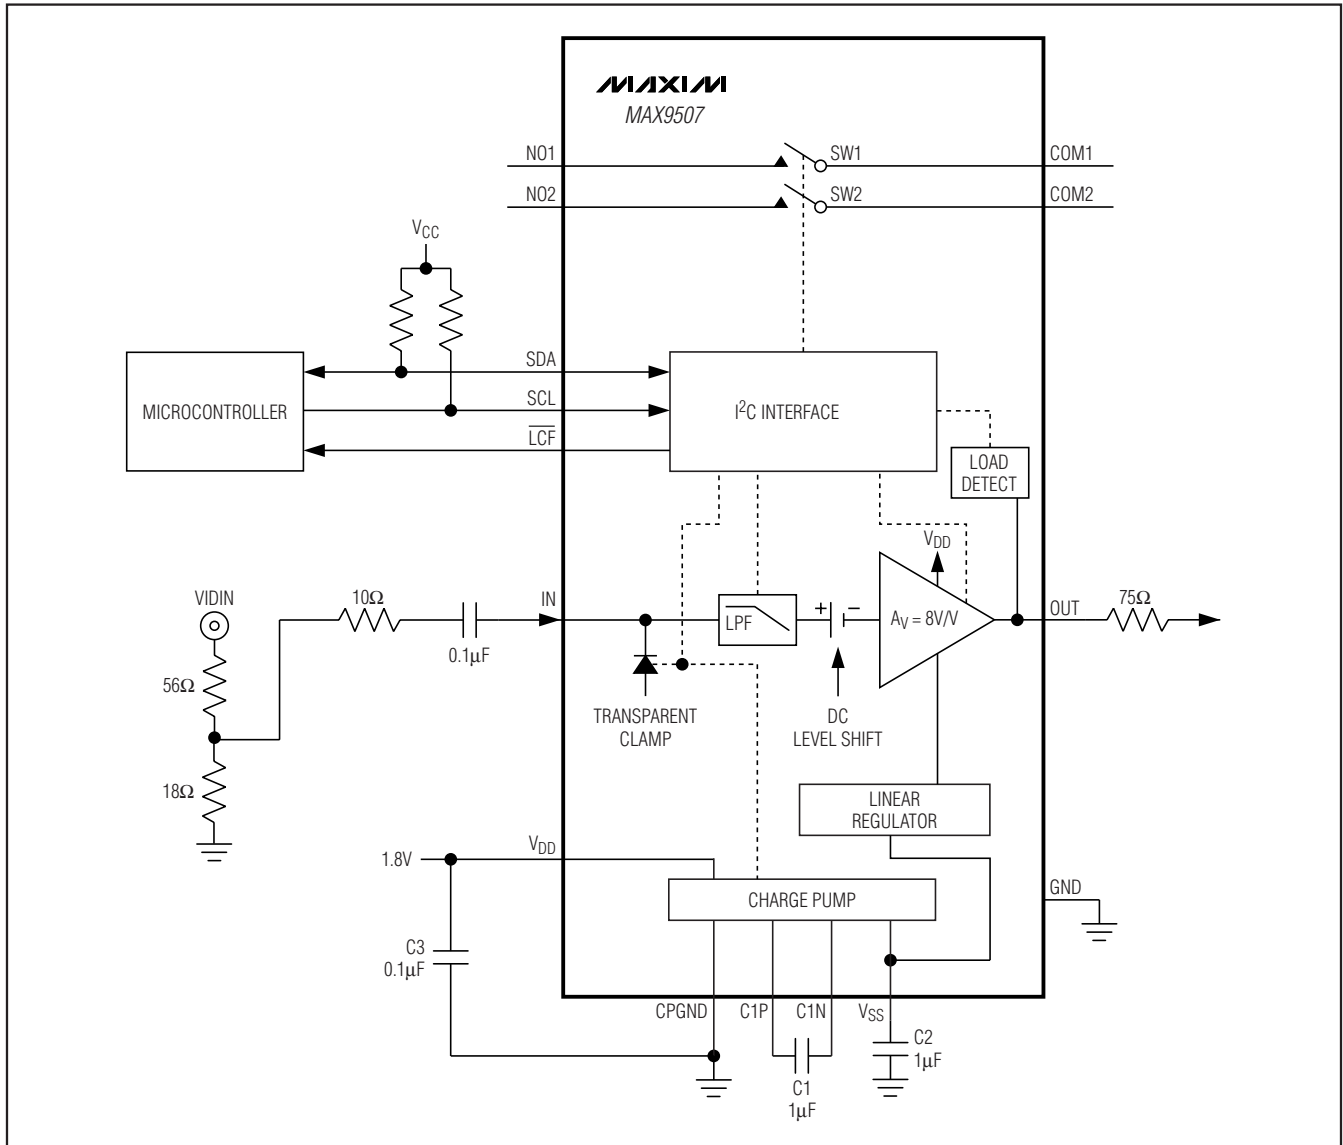 MAXIM
MAX9507
NO1
SW1
COM1
NO2
SW2
COM2
VCC
SDA
MICROCONTROLLER
SCL
I²C INTERFACE
LCF
LOAD
DETECT
VDD
VIDIN
10Ω
IN
LPF
+ −
AV = 8V/V
OUT
75Ω
0.1µF
56Ω
TRANSPARENT
CLAMP
DC
LEVEL SHIFT
18Ω
LINEAR
REGULATOR
1.8V
VDD
CHARGE PUMP
GND
C3
0.1µF
CPGND
C1P
C1N
VSS
C2
1µF
C1
1µF